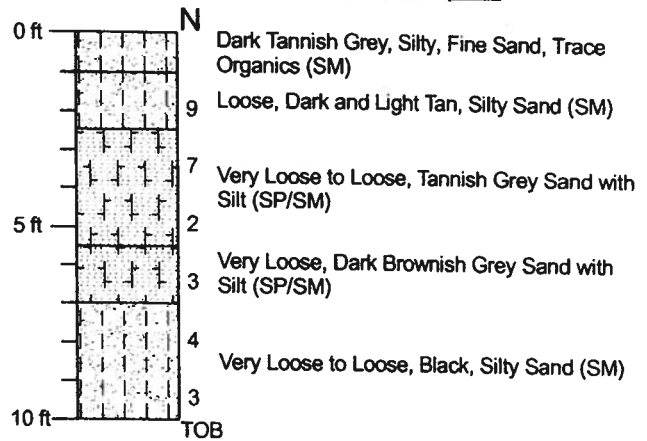 N
0 ft
Dark Tannish Grey, Silty, Fine Sand, Trace
Organics (SM)
9
Loose, Dark and Light Tan, Silty Sand (SM)
7
Very Loose to Loose, Tannish Grey Sand with
Silt (SP/SM)
5 ft
2
Very Loose, Dark Brownish Grey Sand with
Silt (SP/SM)
3
4
Very Loose to Loose, Black, Silty Sand (SM)
3
10 ft
TOB